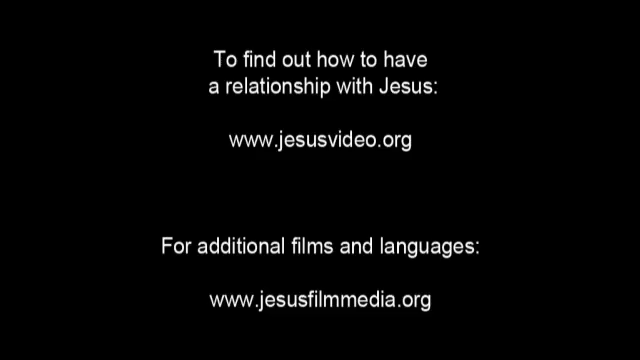 To find out how to have
a relationship with Jesus:
www.jesusvideo.org
For additional films and languages:
www.jesusfilmmedia.org